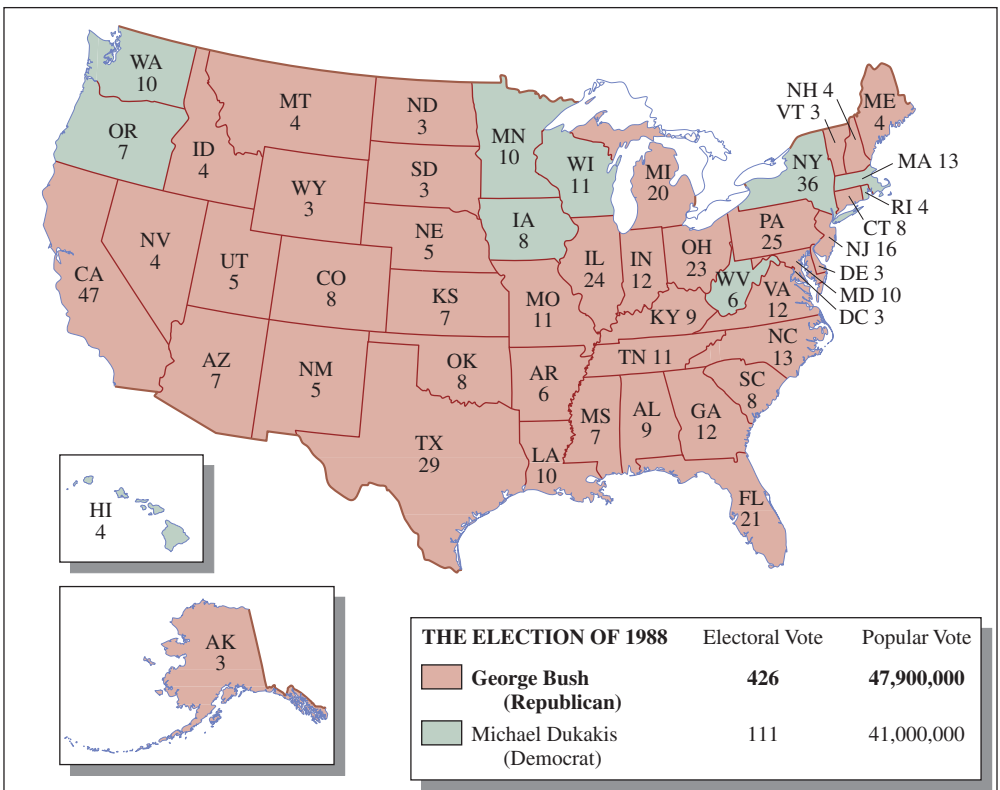 WA
10
OR
7
ID
4
MT
4
ND
3
MN
10
WI
11
MI
20
NH 4
VT 3
ME
4
NY
36
MA 13
RI 4
CT 8
NJ 16
DE 3
MD 10
DC 3
WY
3
SD
3
NE
5
IA
8
IL
24
IN
12
OH
23
PA
25
WV
6
VA
12
CA
47
NV
4
UT
5
CO
8
KS
7
MO
11
KY 9
NC
13
AZ
7
NM
5
OK
8
AR
6
TN 11
SC
8
TX
29
LA
10
MS
7
AL
9
GA
12
FL
21
HI
4
AK
3
THE ELECTION OF 1988 Electoral Vote Popular Vote
George Bush 426 47,900,000
(Republican)
Michael Dukakis 111 41,000,000
(Democrat)